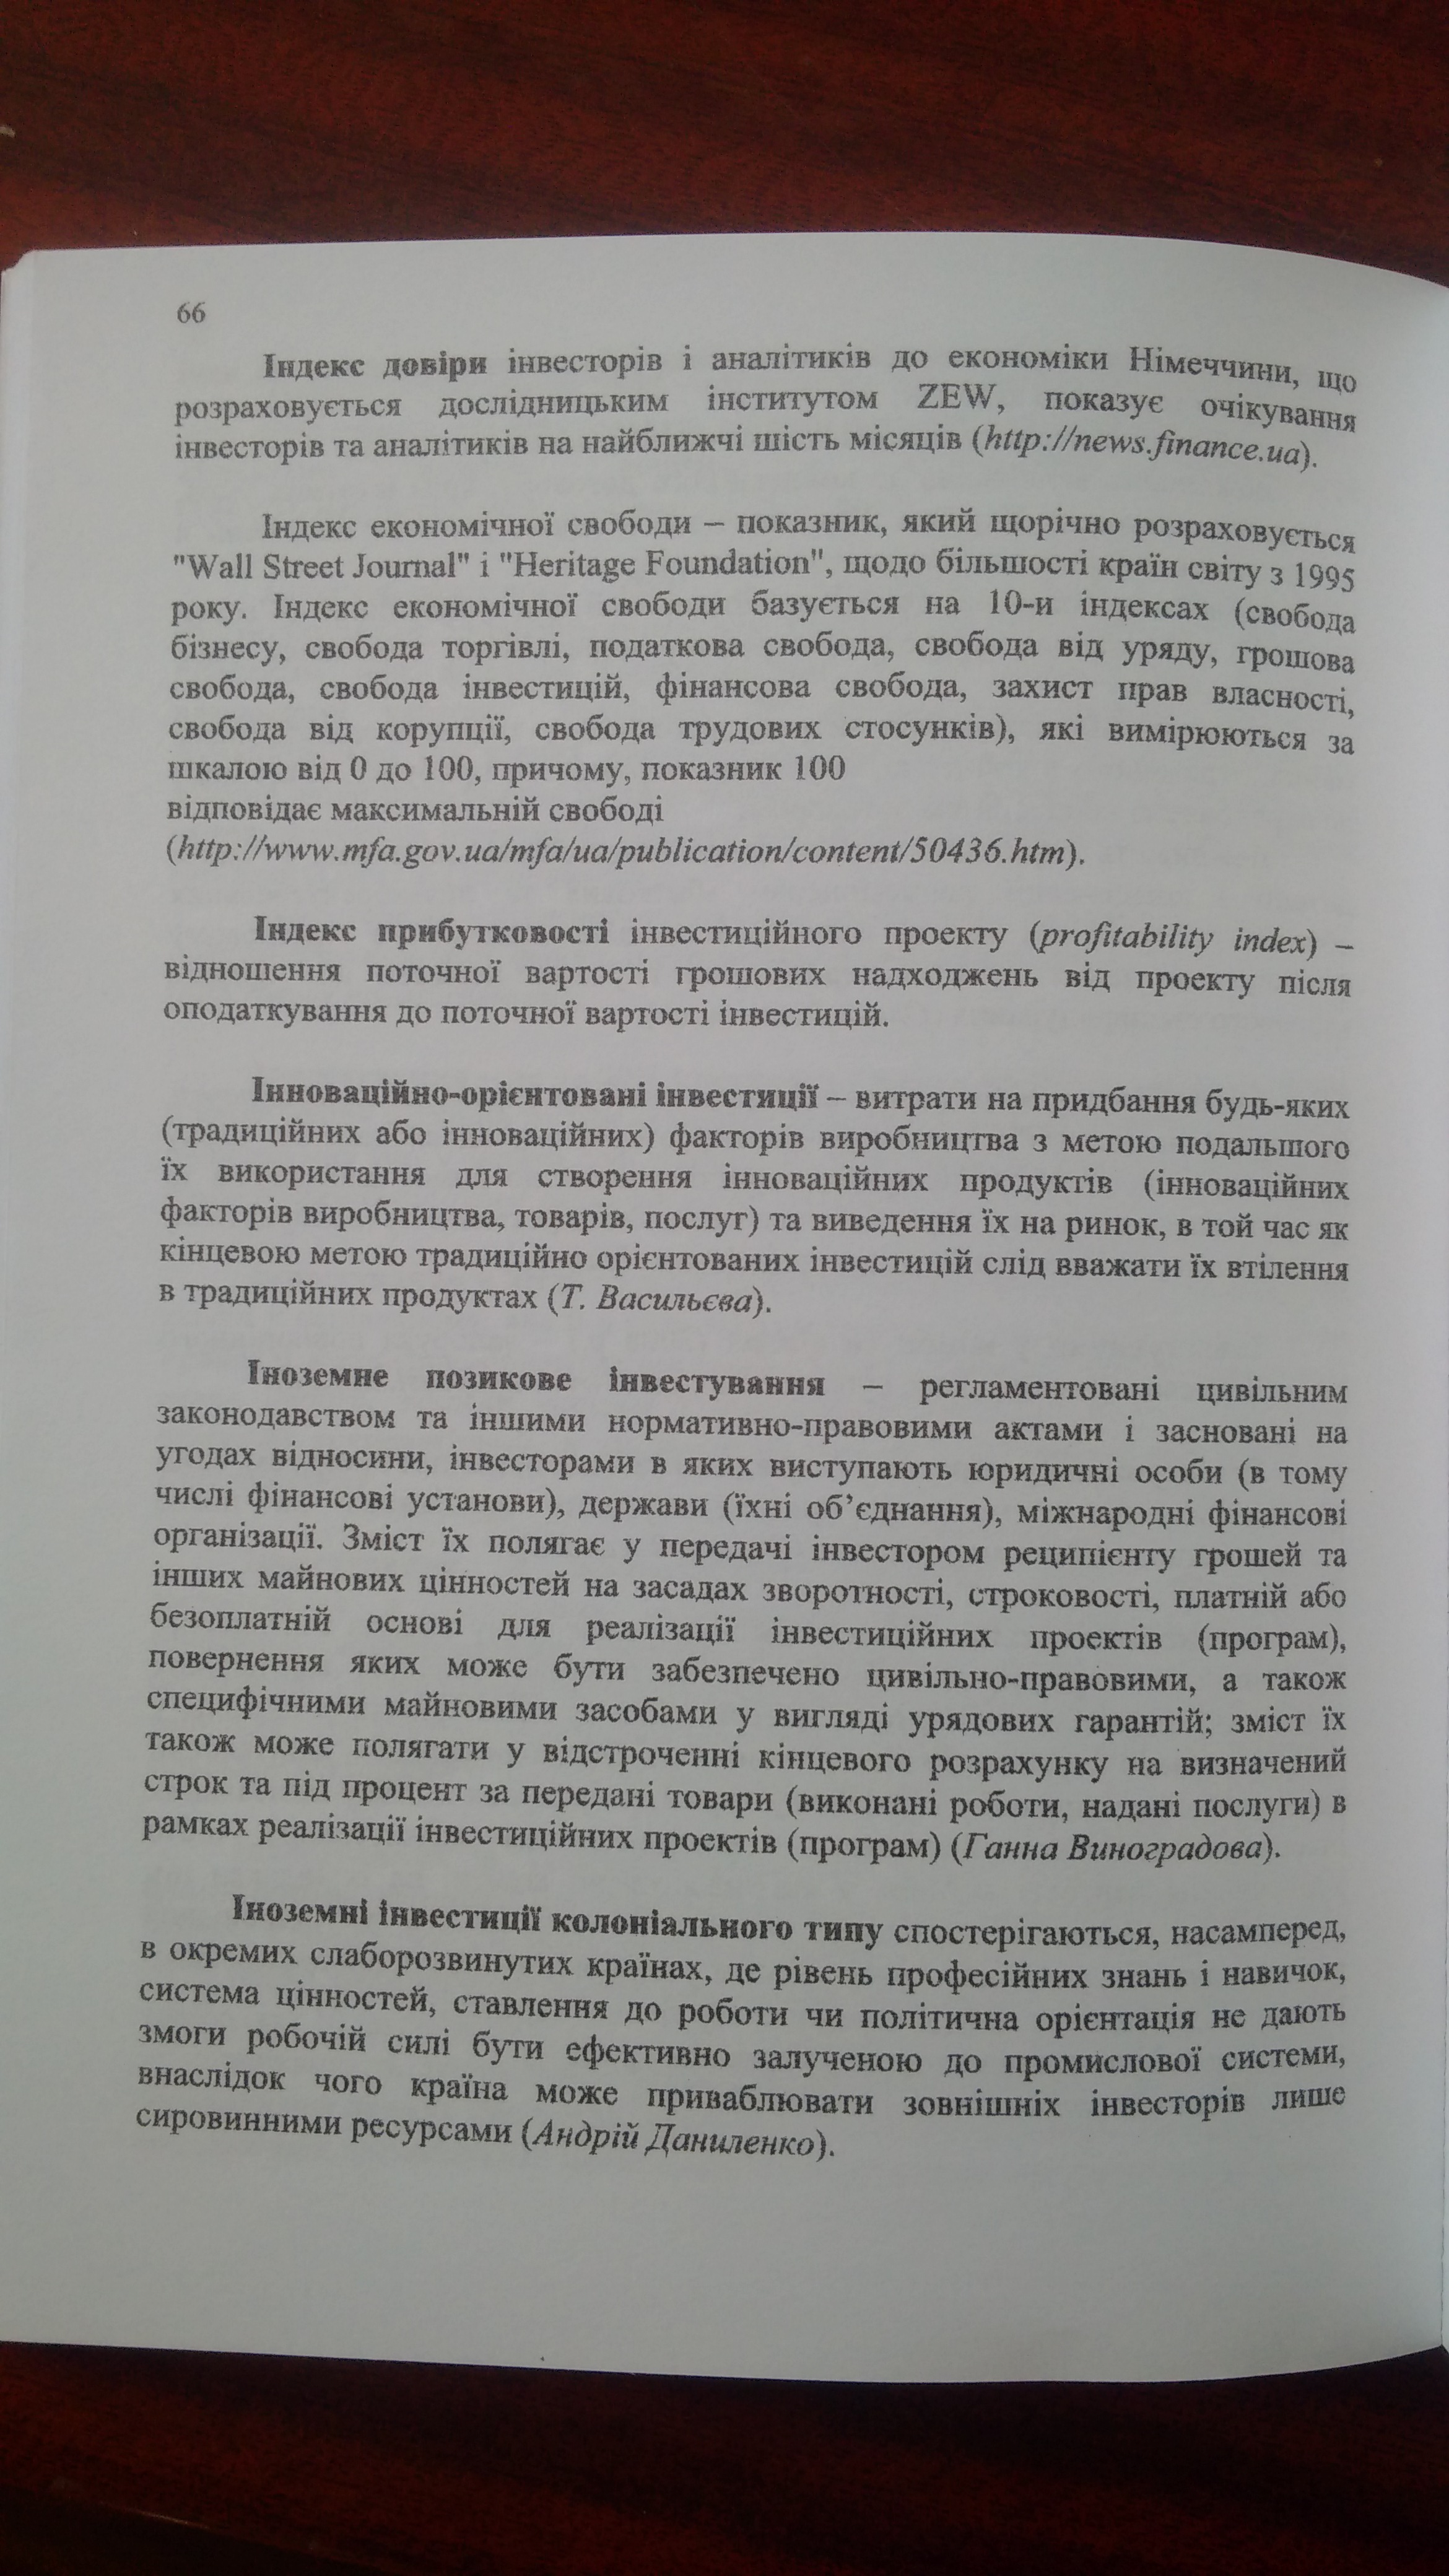 66
Індекс довіри інвесторів і аналітиків до економіки Німеччини, що
розраховується дослідницьким інститутом ZEW, показує очікування
інвесторів та аналітиків на найближчі шість місяців (http://news.finance.ua).
Індекс економічної свободи – показник, який щорічно розраховується
"Wall Street Journal" і "Heritage Foundation", щодо більшості країн світу з 1995
року. Індекс економічної свободи базується на 10-и індексах (свобода
бізнесу, свобода торгівлі, податкова свобода, свобода від уряду, грошова
свобода, свобода інвестицій, фінансова свобода, захист прав власності,
свобода від корупції, свобода трудових стосунків), які вимірюються за
шкалою від 0 до 100, причому, показник 100
відповідає максимальній свободі
(http://www.mfa.gov.ua/mfa/ua/publication/content/50436.htm).
Індекс прибутковості інвестиційного проекту (profitability index) –
відношення поточної вартості грошових надходжень від проекту після
оподаткування до поточної вартості інвестицій.
Інноваційно-орієнтовані інвестиції – витрати на придбання будь-яких
(традиційних або інноваційних) факторів виробництва з метою подальшого
їх використання для створення інноваційних продуктів (інноваційних
факторів виробництва, товарів, послуг) та виведення їх на ринок, в той час як
кінцевою метою традиційно орієнтованих інвестицій слід вважати їх втілення
в традиційних продуктах (Т. Васильєва).
Іноземне позикове інвестування – регламентовані цивільним
законодавством та іншими нормативно-правовими актами і засновані на
угодах відносини, інвесторами в яких виступають юридичні особи (в тому
числі фінансові установи), держави (їхні об’єднання), міжнародні фінансові
організації. Зміст їх полягає у передачі інвестором реципієнту грошей та
інших майнових цінностей на засадах зворотності, строковості, платній або
безоплатній основі для реалізації інвестиційних проектів (програм),
повернення яких може бути забезпечено цивільно-правовими, а також
специфічними майновими засобами у вигляді урядових гарантій; зміст їх
також може полягати у відстроченні кінцевого розрахунку на визначений
строк та під процент за передані товари (виконані роботи, надані послуги) в
рамках реалізації інвестиційних проектів (програм) (Ганна Виноградова).
Іноземні інвестиції колоніального типу спостерігаються, насамперед,
в окремих слаборозвинутих країнах, де рівень професійних знань і навичок,
система цінностей, ставлення до роботи чи політична орієнтація не дають
змоги робочій силі бути ефективно залученою до промислової системи,
внаслідок чого країна може приваблювати зовнішніх інвесторів лише
сировинними ресурсами (Андрій Даниленко).